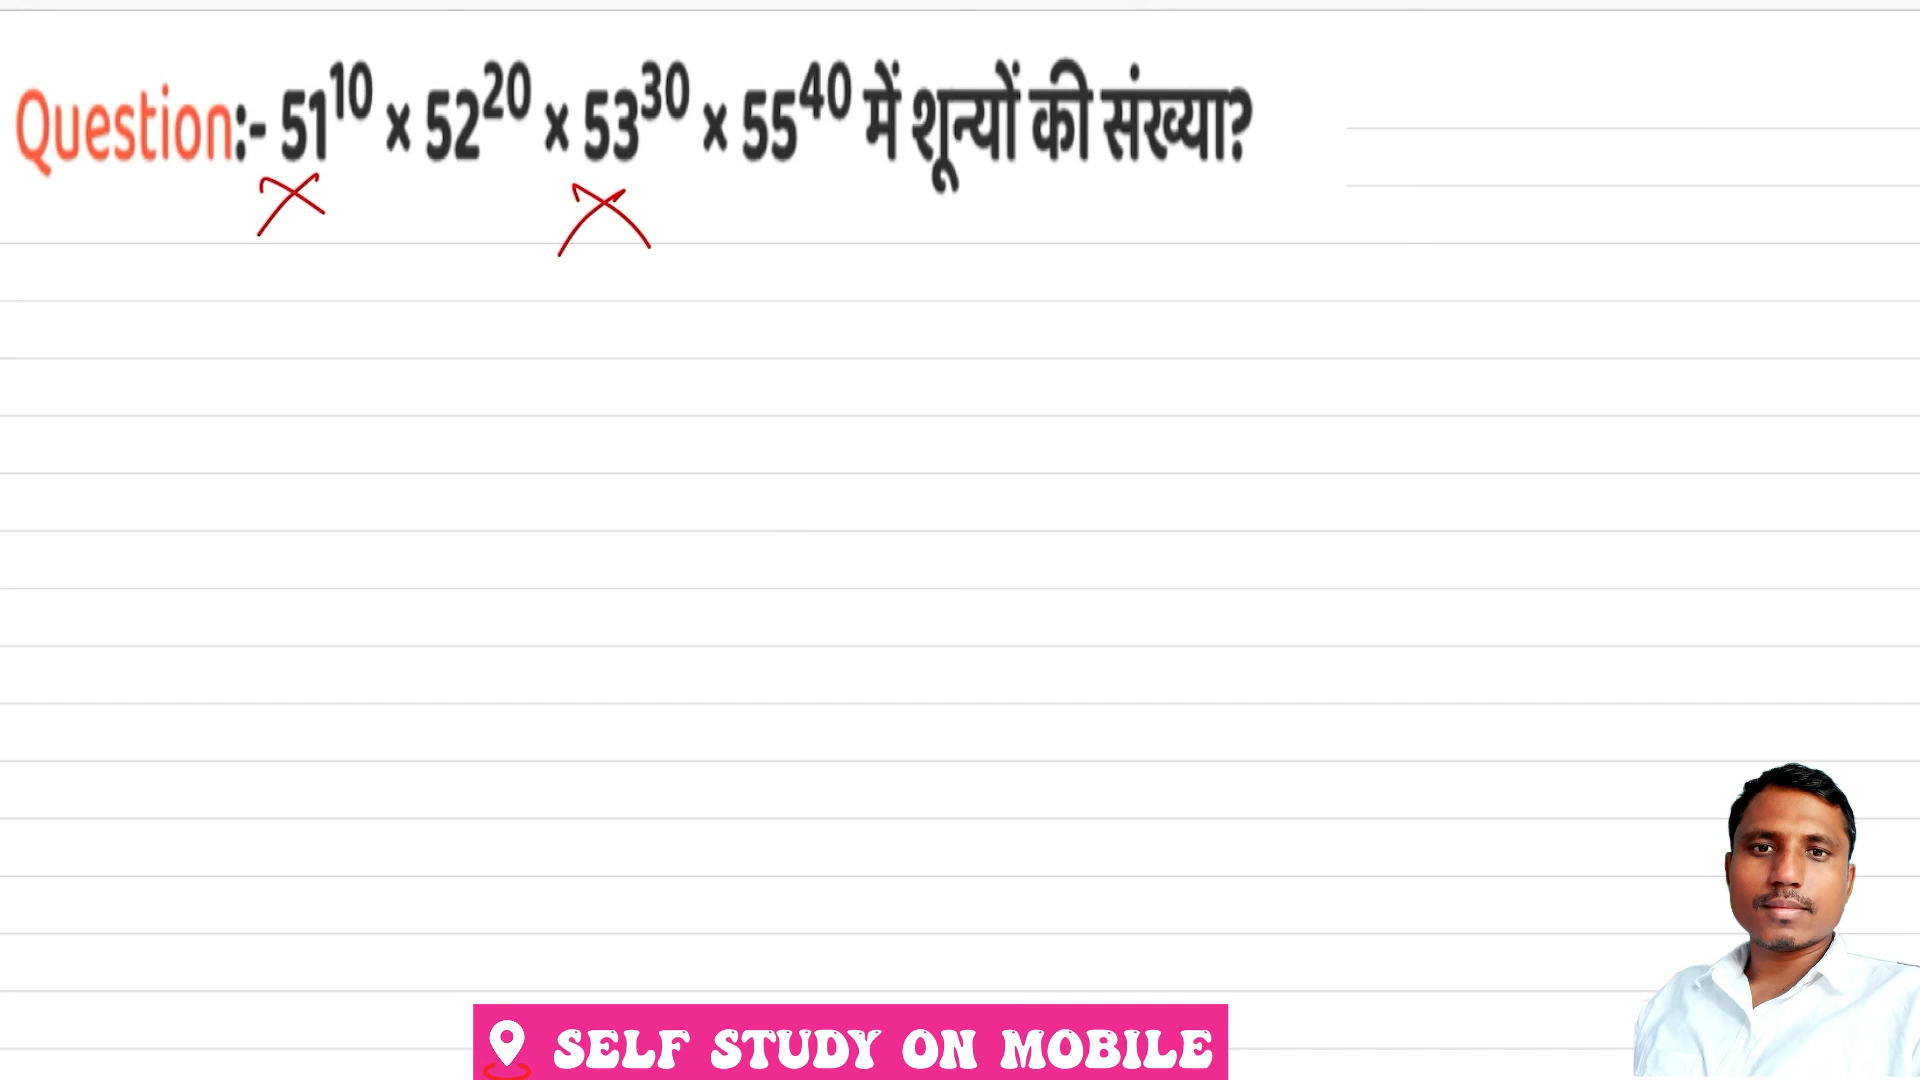 Question:- 51¹⁰ × 52²⁰ × 53³⁰ × 55⁴⁰ में शून्यों की संख्या?
SELF STUDY ON MOBILE